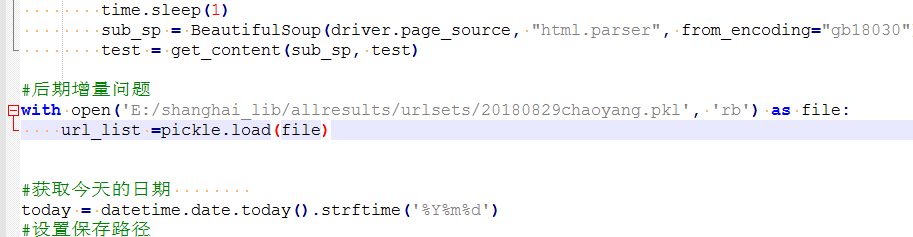 time.sleep(1)
sub_sp = BeautifulSoup(driver.page_source, "html.parser", from_encoding="gb18030"
test = get_content(sub_sp, test)
#后期增量问题
with open('E:/shanghai_lib/allresults/urlsets/20180829chaoyang.pkl', 'rb') as file:
url_list =pickle.load(file)
#获取今天的日期
today = datetime.date.today().strftime('%Y%m%d')
#设置保存路径